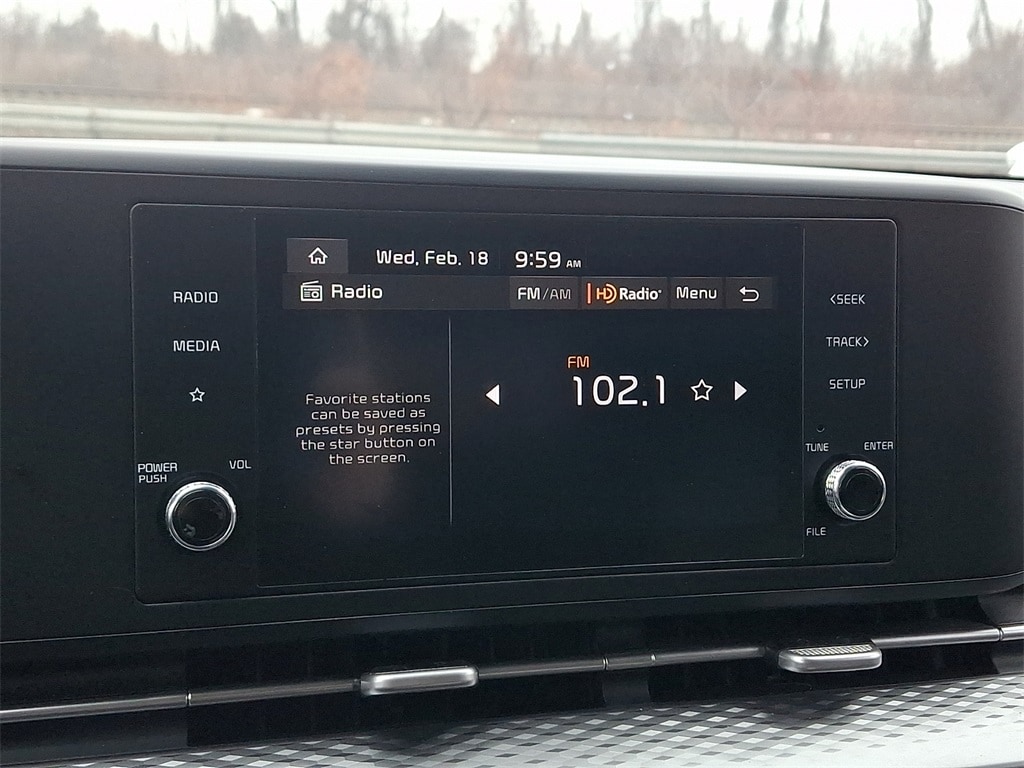 Wed, Feb. 18 9:59 AM
Radio FM/AM HD Radio Menu
RADIO
MEDIA
POWER
PUSH
VOL
Favorite stations
can be saved as
presets by pressing
the star button on
the screen.
FM
102.1
<SEEK
TRACK>
SETUP
TUNE ENTER
FILE